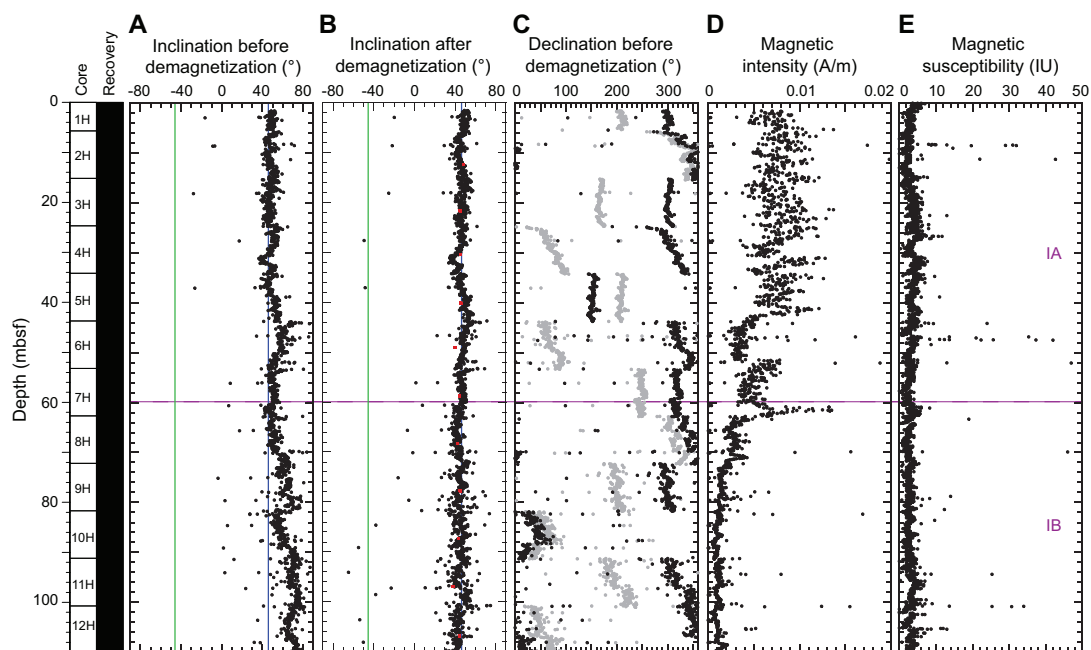 A B C D E
Core
Recovery
Inclination before
demagnetization (°)
Inclination after
demagnetization (°)
Declination before
demagnetization (°)
Magnetic
intensity (A/m)
Magnetic
susceptibility (IU)
-80 -40 0 40 80
-80 -40 0 40 80
0 100 200 300
0 0.01 0.02
0 10 20 30 40 50
Depth (mbsf)
0
20
40
60
80
100
1H
2H
3H
4H
5H
6H
7H
8H
9H
10H
11H
12H
IA
IB